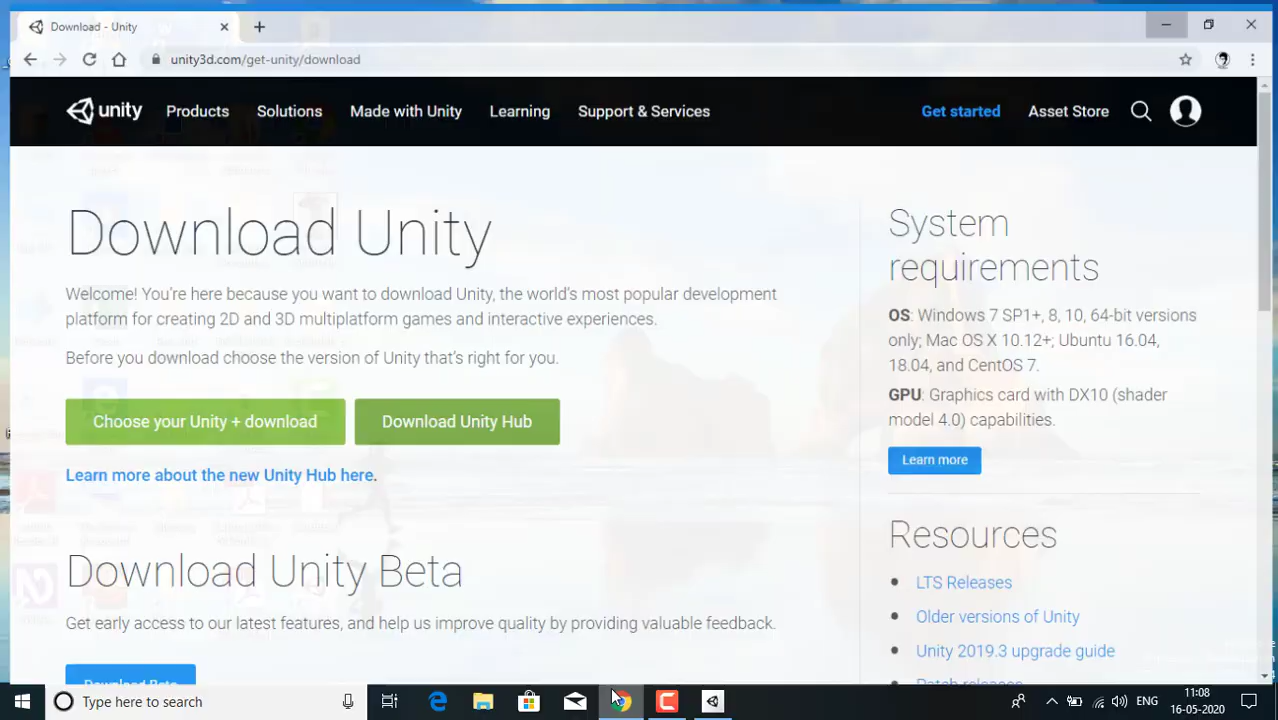 Download - Unity
unity3d.com/get-unity/download
unity Products Solutions Made with Unity Learning Support & Services Get started Asset Store
Download Unity
Welcome! You're here because you want to download Unity, the world's most popular development
platform for creating 2D and 3D multiplatform games and interactive experiences.
Before you download choose the version of Unity that's right for you.
Choose your Unity + download Download Unity Hub
Learn more about the new Unity Hub here.
Download Unity Beta
Get early access to our latest features, and help us improve quality by providing valuable feedback.
Download Beta
System
requirements
OS: Windows 7 SP1+, 8, 10, 64-bit versions
only; Mac OS X 10.12+; Ubuntu 16.04,
18.04, and CentOS 7.
GPU: Graphics card with DX10 (shader
model 4.0) capabilities.
Learn more
Resources
LTS Releases
Older versions of Unity
Unity 2019.3 upgrade guide
Patch releases
Type here to search
ENG
11:08
16-05-2020